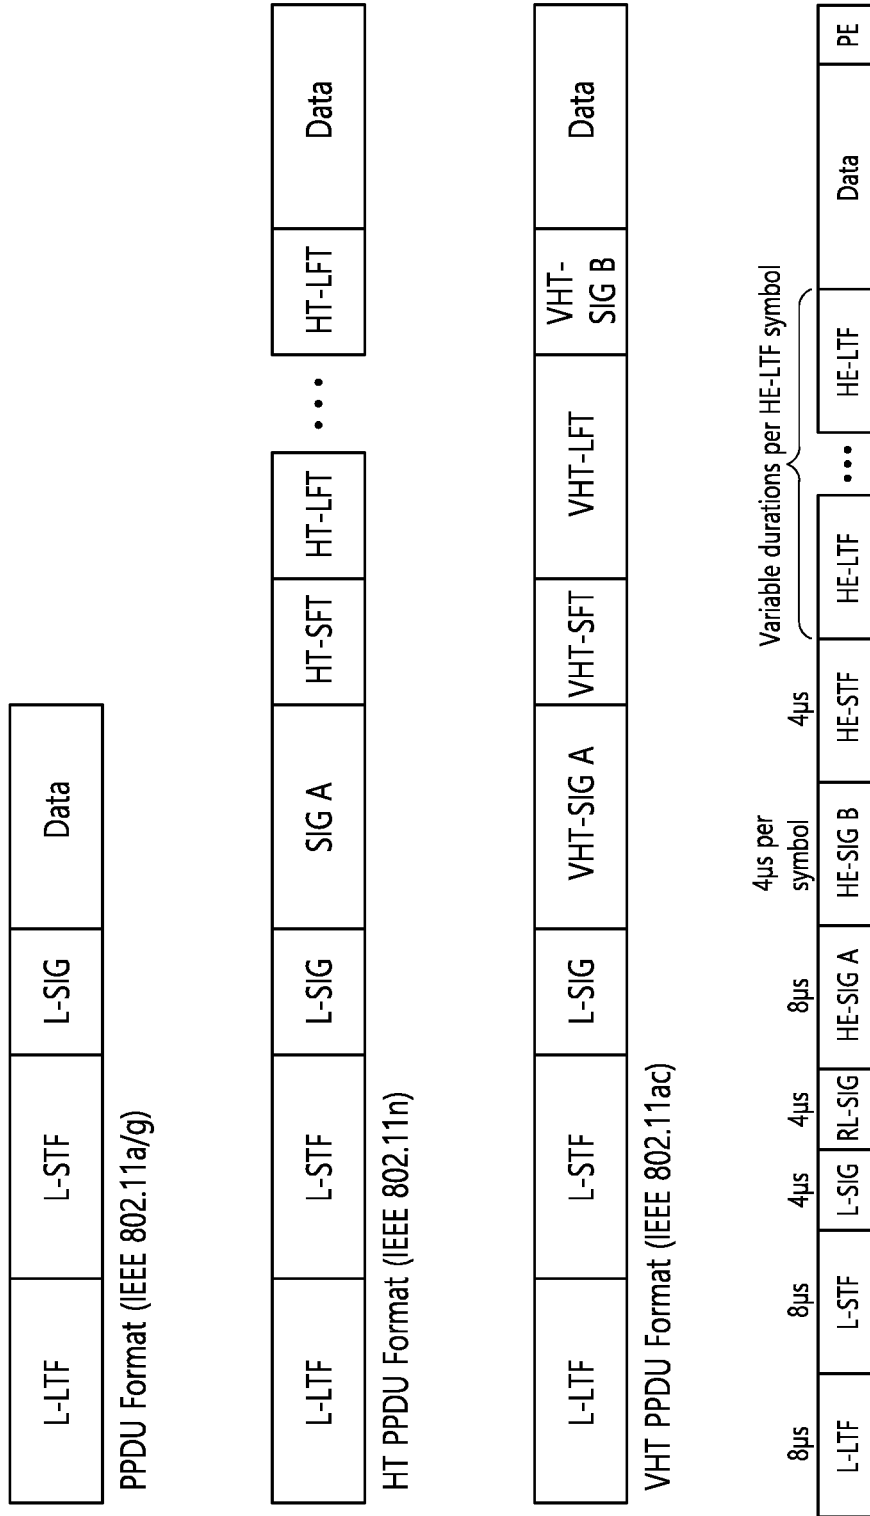 L-LTF
L-STF
L-SIG
Data
PPDU Format (IEEE 802.11a/g)
L-LTF
L-STF
L-SIG
SIG A
HT-SFT
HT-LFT
...
HT-LFT
Data
HT PPDU Format (IEEE 802.11n)
L-LTF
L-STF
L-SIG
VHT-SIG A
VHT-SFT
VHT-LFT
VHT-
SIG B
Data
VHT PPDU Format (IEEE 802.11ac)
8μs
8μs
4μs
4μs
8μs
4μs per
symbol
4μs
Variable durations per HE-LTF symbol
L-LTF
L-STF
L-SIG
RL-SIG
HE-SIG A
HE-SIG B
HE-STF
HE-LTF
...
HE-LTF
Data
PE